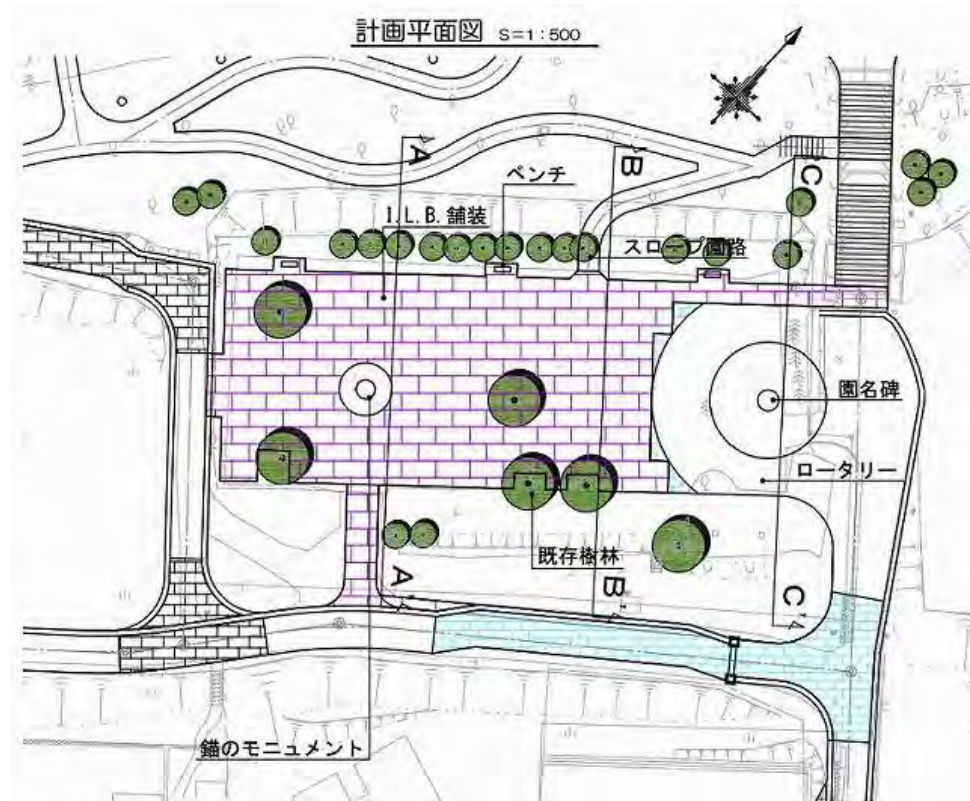 計画平面図 S=1:500
A
B
C
ベンチ
I.L.B.舗装
スロープ園路
園名碑
ロータリー
既存樹林
A
B
C
錨のモニュメント